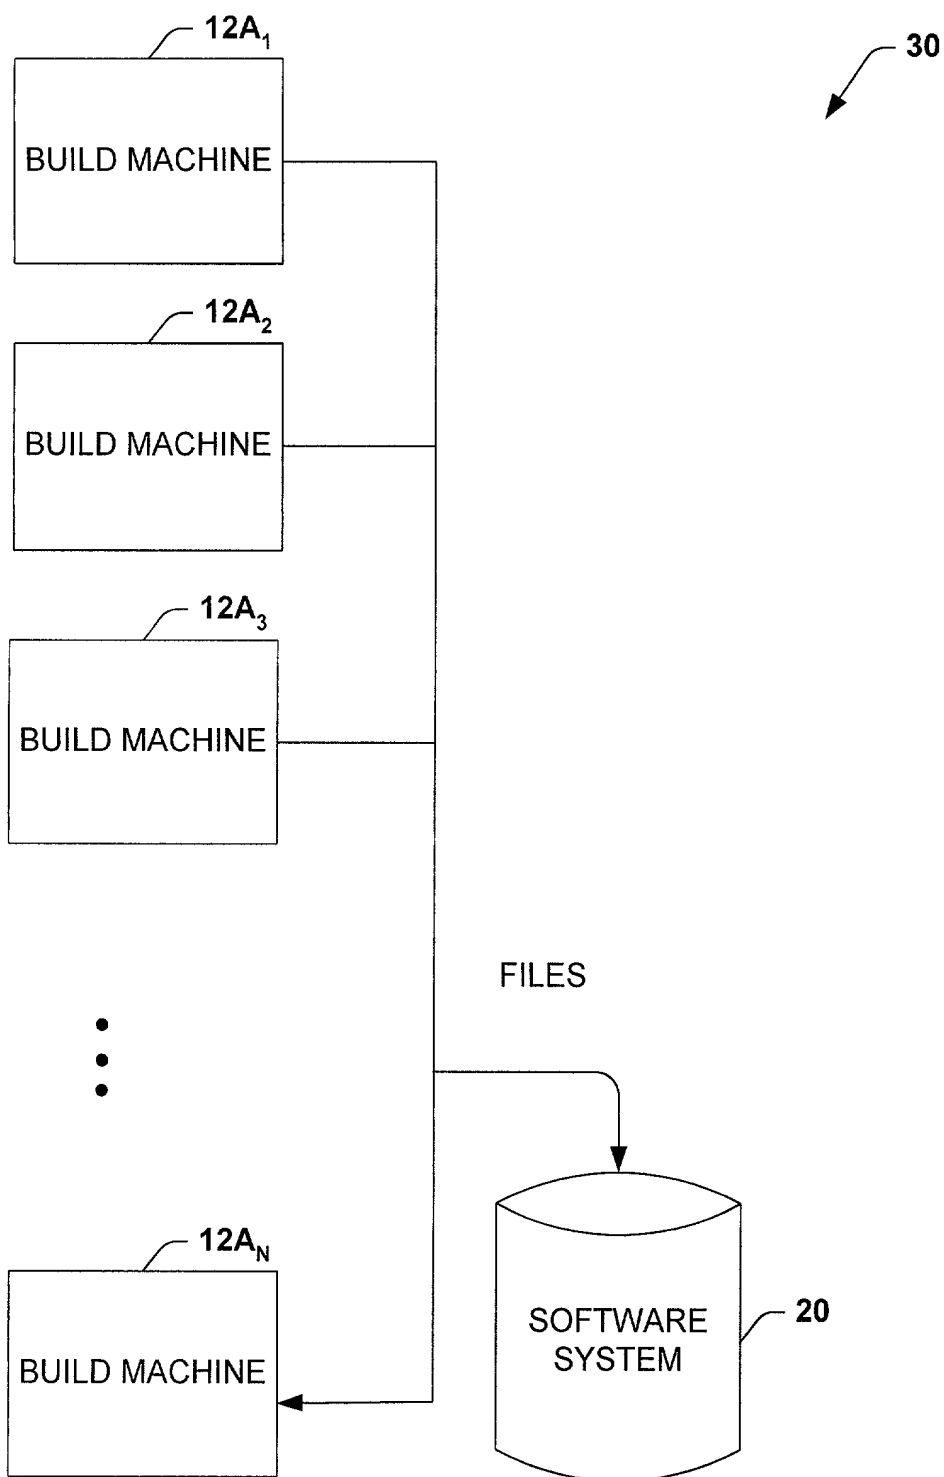 12A1
30
BUILD MACHINE
12A2
BUILD MACHINE
12A3
BUILD MACHINE
FILES
12AN
BUILD MACHINE
SOFTWARE
SYSTEM
20